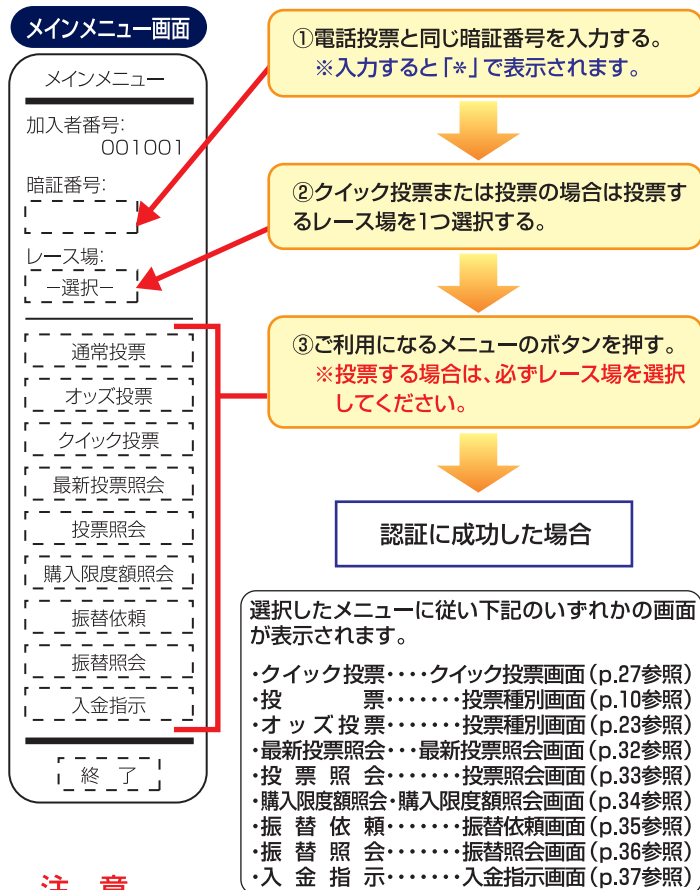 メインメニュー画面
メインメニュー
加入者番号:
001001
暗証番号:
レース場:
−選択−
通常投票
オッズ投票
クイック投票
最新投票照会
投票照会
購入限度額照会
振替依頼
振替照会
入金指示
終 了
①電話投票と同じ暗証番号を入力する。
※入力すると「*」で表示されます。
②クイック投票または投票の場合は投票す
るレース場を1つ選択する。
③ご利用になるメニューのボタンを押す。
※投票する場合は、必ずレース場を選択
してください。
認証に成功した場合
選択したメニューに従い下記のいずれかの画面
が表示されます。
・クイック投票････クイック投票画面(p.27参照)
・投 票･･･････投票種別画面(p.10参照)
・オッズ投票･･･････投票種別画面(p.23参照)
・最新投票照会･･･最新投票照会画面(p.32参照)
・投票照会･･･････投票照会画面(p.33参照)
・購入限度額照会・購入限度額照会画面(p.34参照)
・振替依頼･･･････振替依頼画面(p.35参照)
・振替照会･･･････振替照会画面(p.36参照)
・入金指示･･･････入金指示画面(p.37参照)
注 意